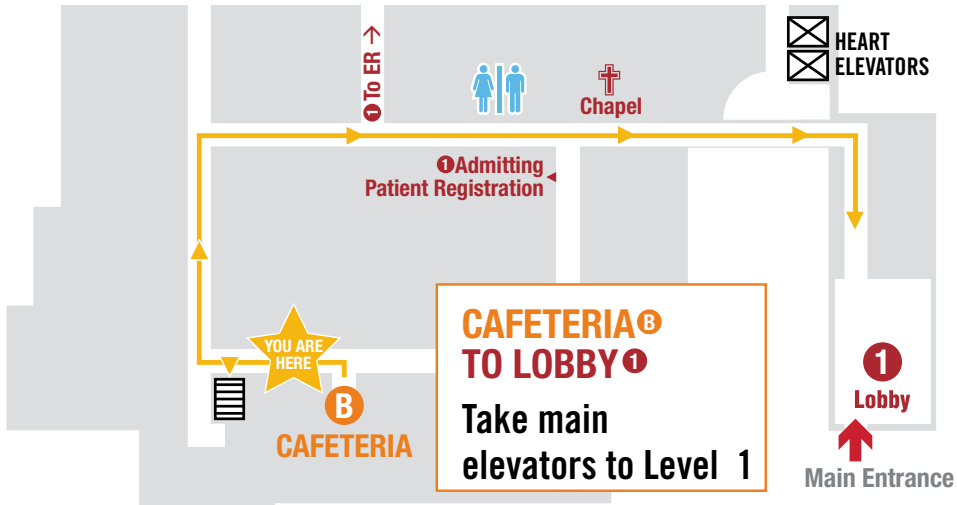 HEART
ELEVATORS
1 To ER →
Chapel
1 Admitting
Patient Registration
YOU ARE
HERE
B
CAFETERIA
CAFETERIA B
TO LOBBY 1
Take main
elevators to Level 1
1
Lobby
Main Entrance